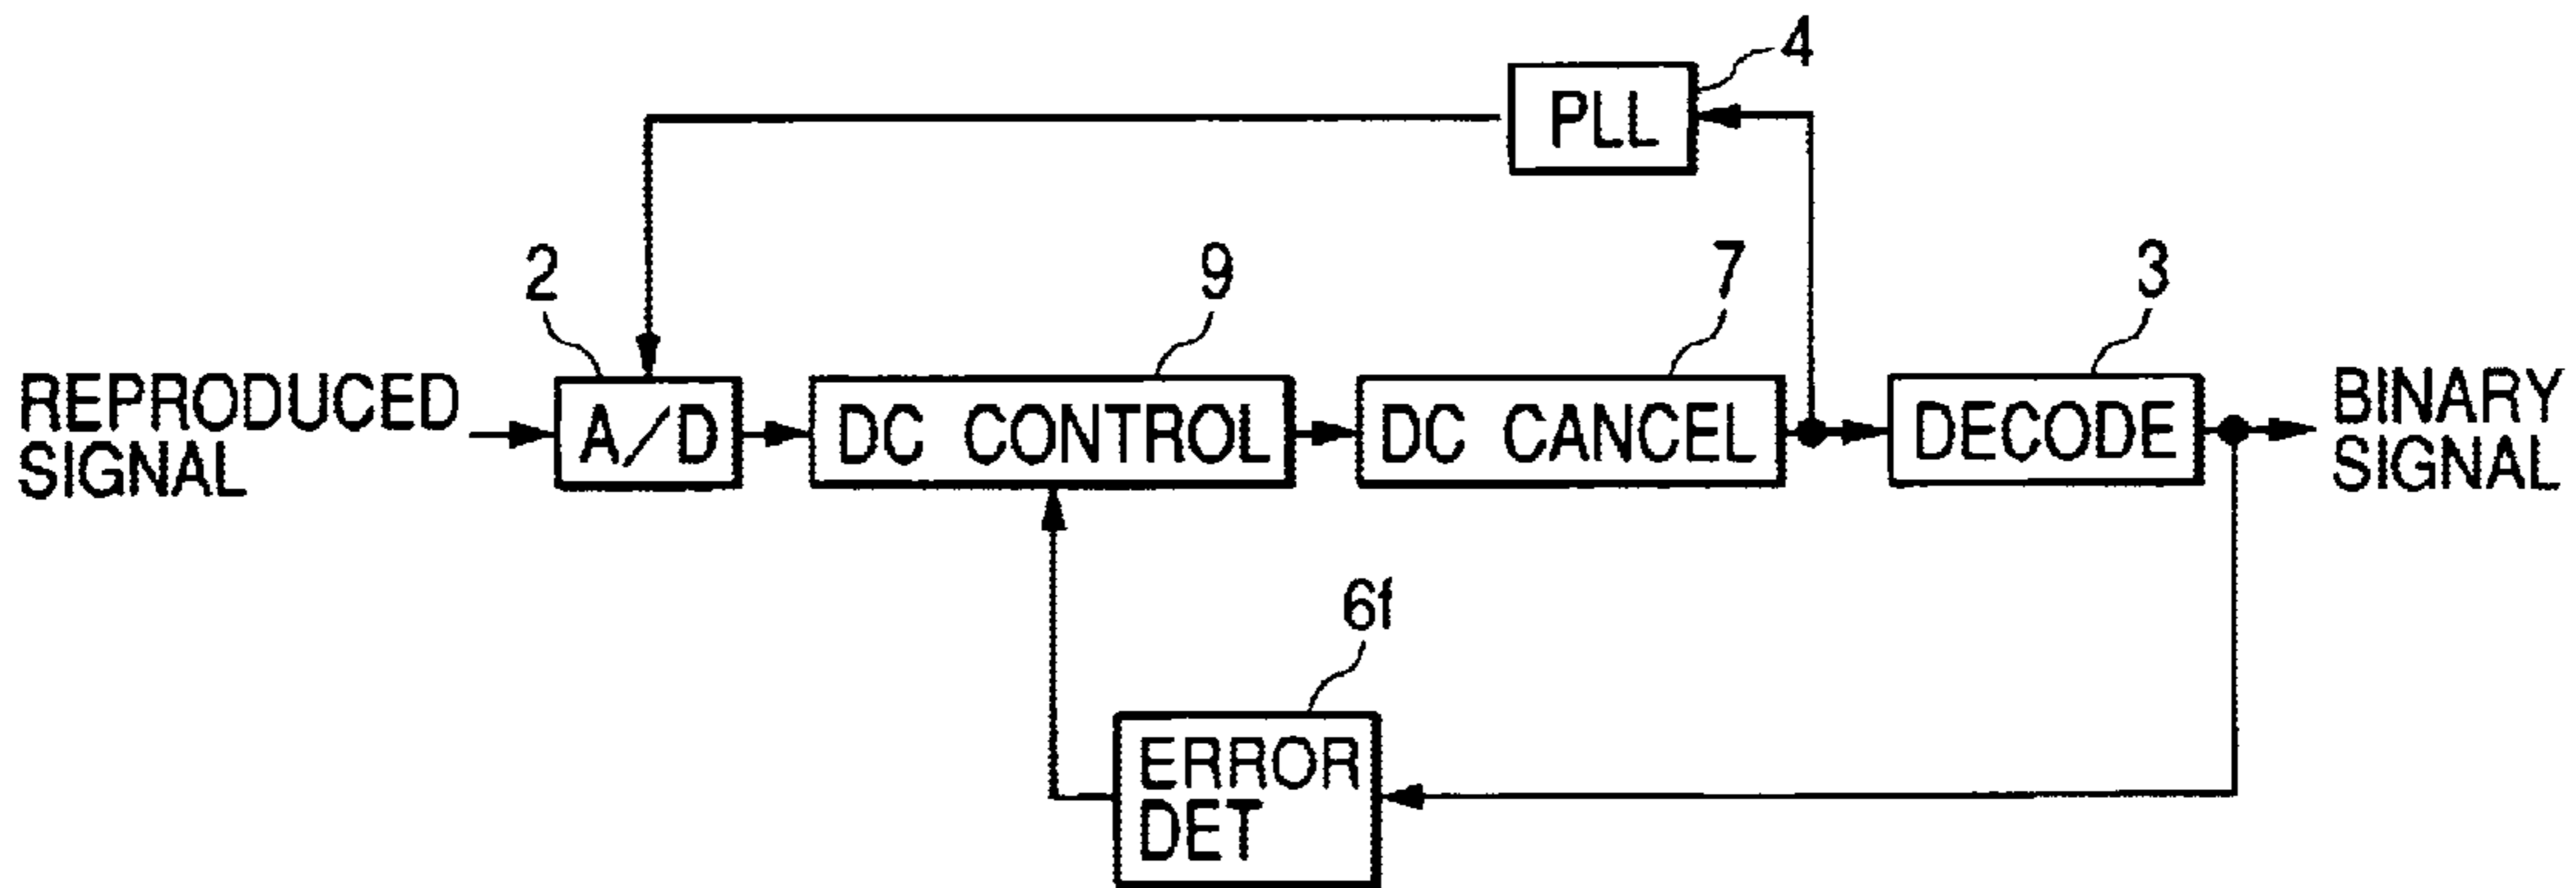 4
PLL
2
9
7
3
REPRODUCED
SIGNAL
A/D
DC CONTROL
DC CANCEL
DECODE
BINARY
SIGNAL
6f
ERROR
DET